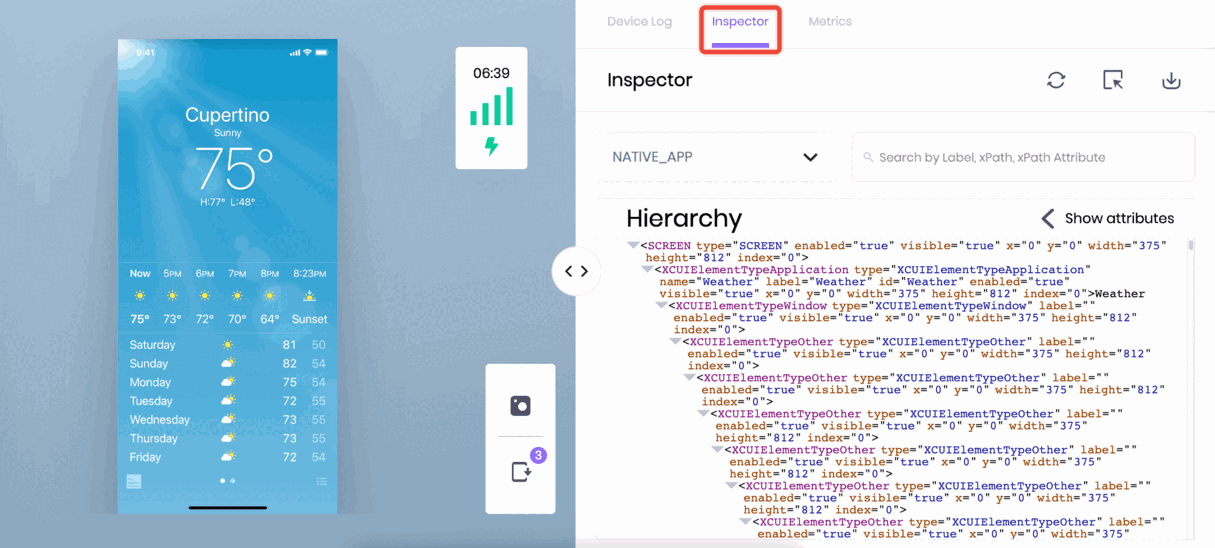 9:41
Cupertino
Sunny
75°
H:77° L:48°
Now 5PM 6PM 7PM 8PM 8:23PM
75° 73° 72° 70° 64° Sunset
Saturday 81 50
Sunday 82 54
Monday 75 54
Tuesday 72 55
Wednesday 73 55
Thursday 73 55
Friday 72 54
06:39
3
Device Log Inspector Metrics
Inspector
NATIVE_APP
Search by Label, xPath, xPath Attribute
Hierarchy
Show attributes
<SCREEN type="SCREEN" enabled="true" visible="true" x="0" y="0" width="375"
height="812" index="0">
<XCUIElementTypeApplication type="XCUIElementTypeApplication"
name="Weather" label="Weather" id="Weather" enabled="true"
visible="true" x="0" y="0" width="375" height="812" index="0">Weather
<XCUIElementTypeWindow type="XCUIElementTypeWindow" label=""
enabled="true" visible="true" x="0" y="0" width="375" height="812"
index="0">
<XCUIElementTypeOther type="XCUIElementTypeOther" label=""
enabled="true" visible="true" x="0" y="0" width="375" height="812"
index="0">
<XCUIElementTypeOther type="XCUIElementTypeOther" label=""
enabled="true" visible="true" x="0" y="0" width="375" height="812"
index="0">
<XCUIElementTypeOther type="XCUIElementTypeOther" label=""
enabled="true" visible="true" x="0" y="0" width="375"
height="812" index="0">
<XCUIElementTypeOther type="XCUIElementTypeOther" label=""
enabled="true" visible="true" x="0" y="0" width="375"
height="812" index="0">
<XCUIElementTypeOther type="XCUIElementTypeOther" label=""
enabled="true" visible="true" x="0" y="0" width="375"
height="812" index="0">
<XCUIElementTypeOther type="XCUIElementTypeOther" label=""
enabled="true" visible="true" x="0" y="0" width="375"